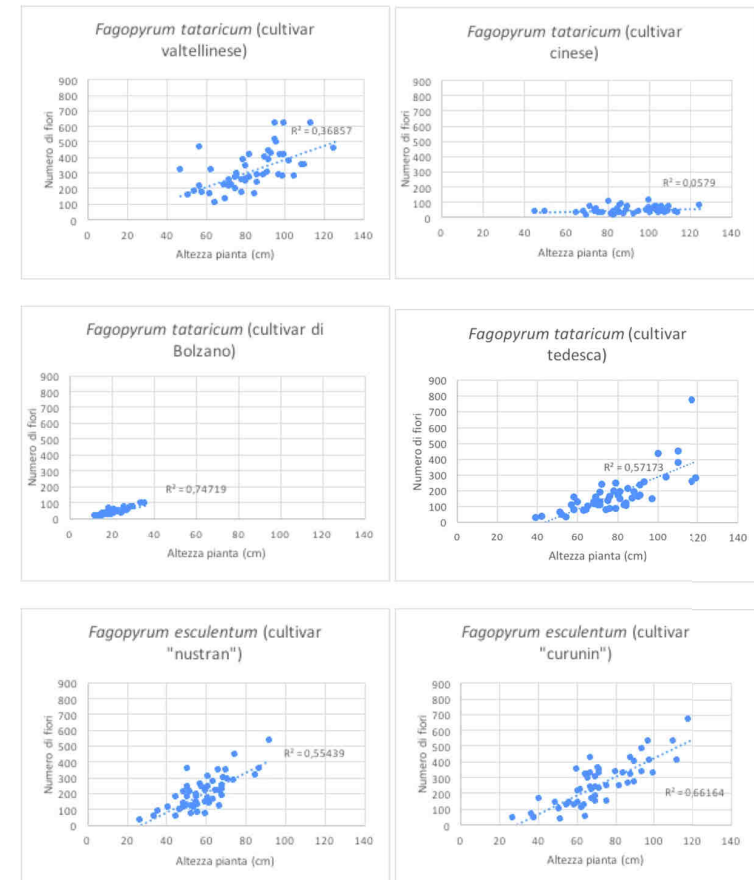 Fagopyrum tataricum (cultivar
valtellinese)
900
800
700
600
500
400
300
200
100
0
Numero di fiori
R² = 0,36857
0 20 40 60 80 100 120 140
Altezza pianta (cm)
Fagopyrum tataricum (cultivar
cinese)
900
800
700
600
500
400
300
200
100
0
Numero di fiori
R² = 0,0579
0 20 40 60 80 100 120 140
Altezza pianta (cm)
Fagopyrum tataricum (cultivar di
Bolzano)
900
800
700
600
500
400
300
200
100
0
Numero di fiori
R² = 0,74719
0 20 40 60 80 100 120 140
Altezza pianta (cm)
Fagopyrum tataricum (cultivar
tedesca)
900
800
700
600
500
400
300
200
100
0
Numero di fiori
R² = 0,57173
0 20 40 60 80 100 120 140
Altezza pianta (cm)
Fagopyrum esculentum (cultivar
"nustran")
900
800
700
600
500
400
300
200
100
0
Numero di fiori
R² = 0,55439
0 20 40 60 80 100 120 140
Altezza pianta (cm)
Fagopyrum esculentum (cultivar
"curunin")
900
800
700
600
500
400
300
200
100
0
Numero di fiori
R² = 0,66164
0 20 40 60 80 100 120 140
Altezza pianta (cm)